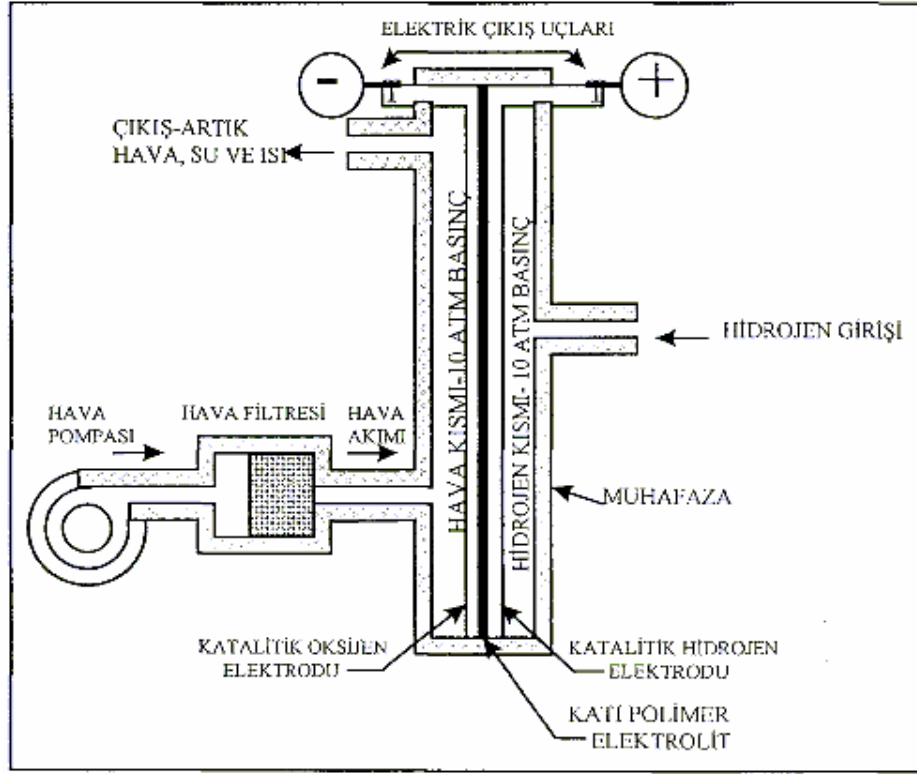 ELEKTRİK ÇIKIŞ UÇLARI
-
+
ÇIKIŞ-ARTIK
HAVA, SU VE ISI
HAVA KISMI-10 ATM BASINÇ
HİDROJEN KISMI- 10 ATM BASINÇ
HİDROJEN GİRİŞİ
HAVA
POMPASI
HAVA FİLTRESİ
HAVA
AKIMI
MUHAFAZA
KATALİTİK OKSİJEN
ELEKTRODU
KATALİTİK HİDROJEN
ELEKTRODU
KATI POLİMER
ELEKTROLİT